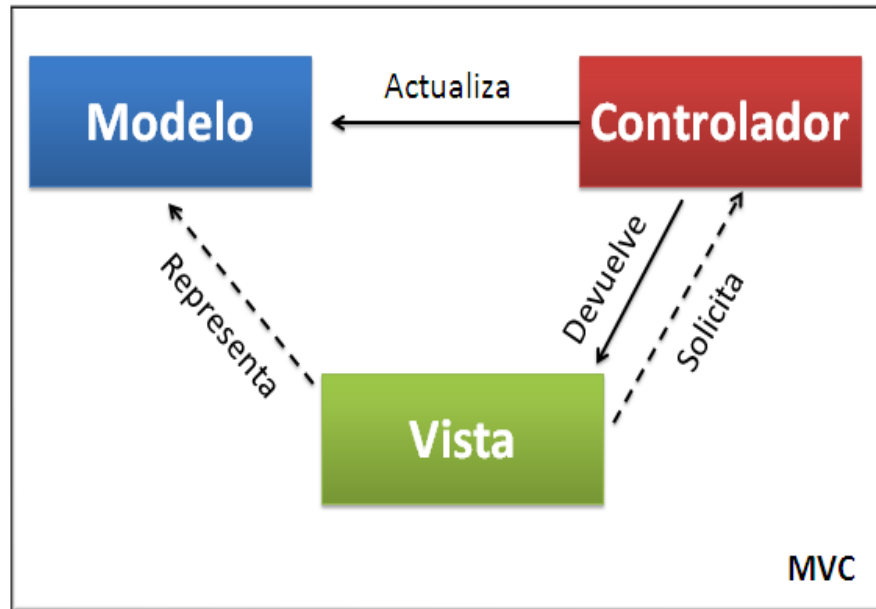 Modelo
Actualiza
Controlador
Representa
Devuelve
Solicita
Vista
MVC